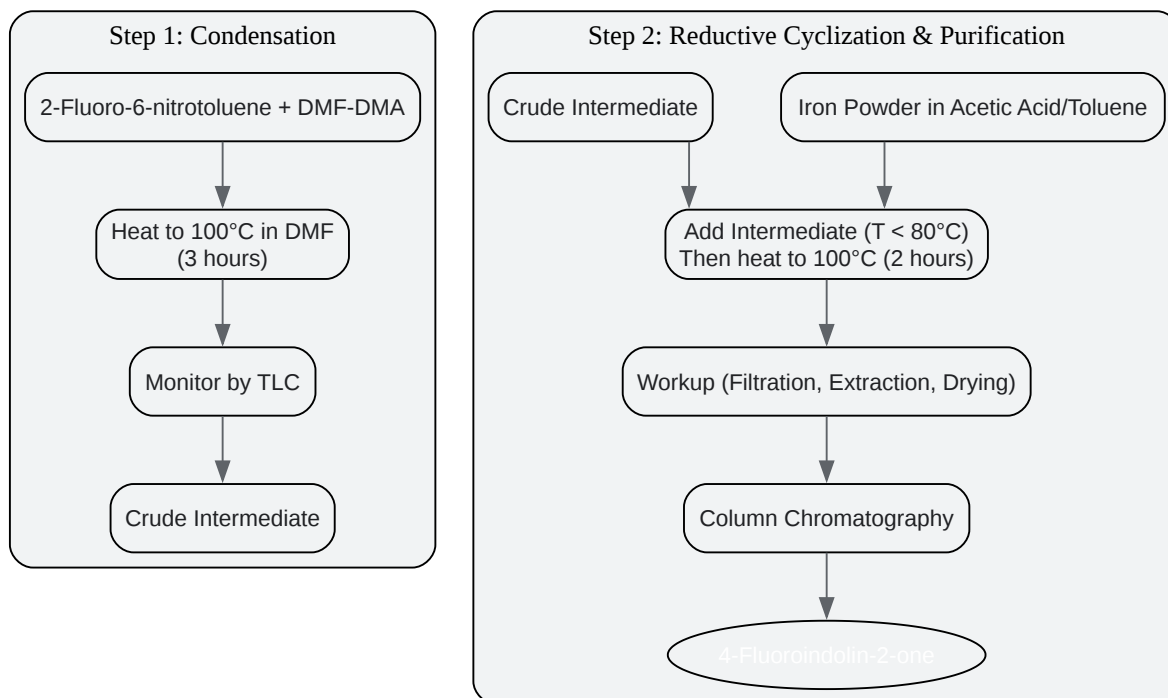 Step 1: Condensation
2-Fluoro-6-nitrotoluene + DMF-DMA
Heat to 100°C in DMF
(3 hours)
Monitor by TLC
Crude Intermediate
Step 2: Reductive Cyclization & Purification
Crude Intermediate
Iron Powder in Acetic Acid/Toluene
Add Intermediate (T < 80°C)
Then heat to 100°C (2 hours)
Workup (Filtration, Extraction, Drying)
Column Chromatography
4-Fluoroindolin-2-one